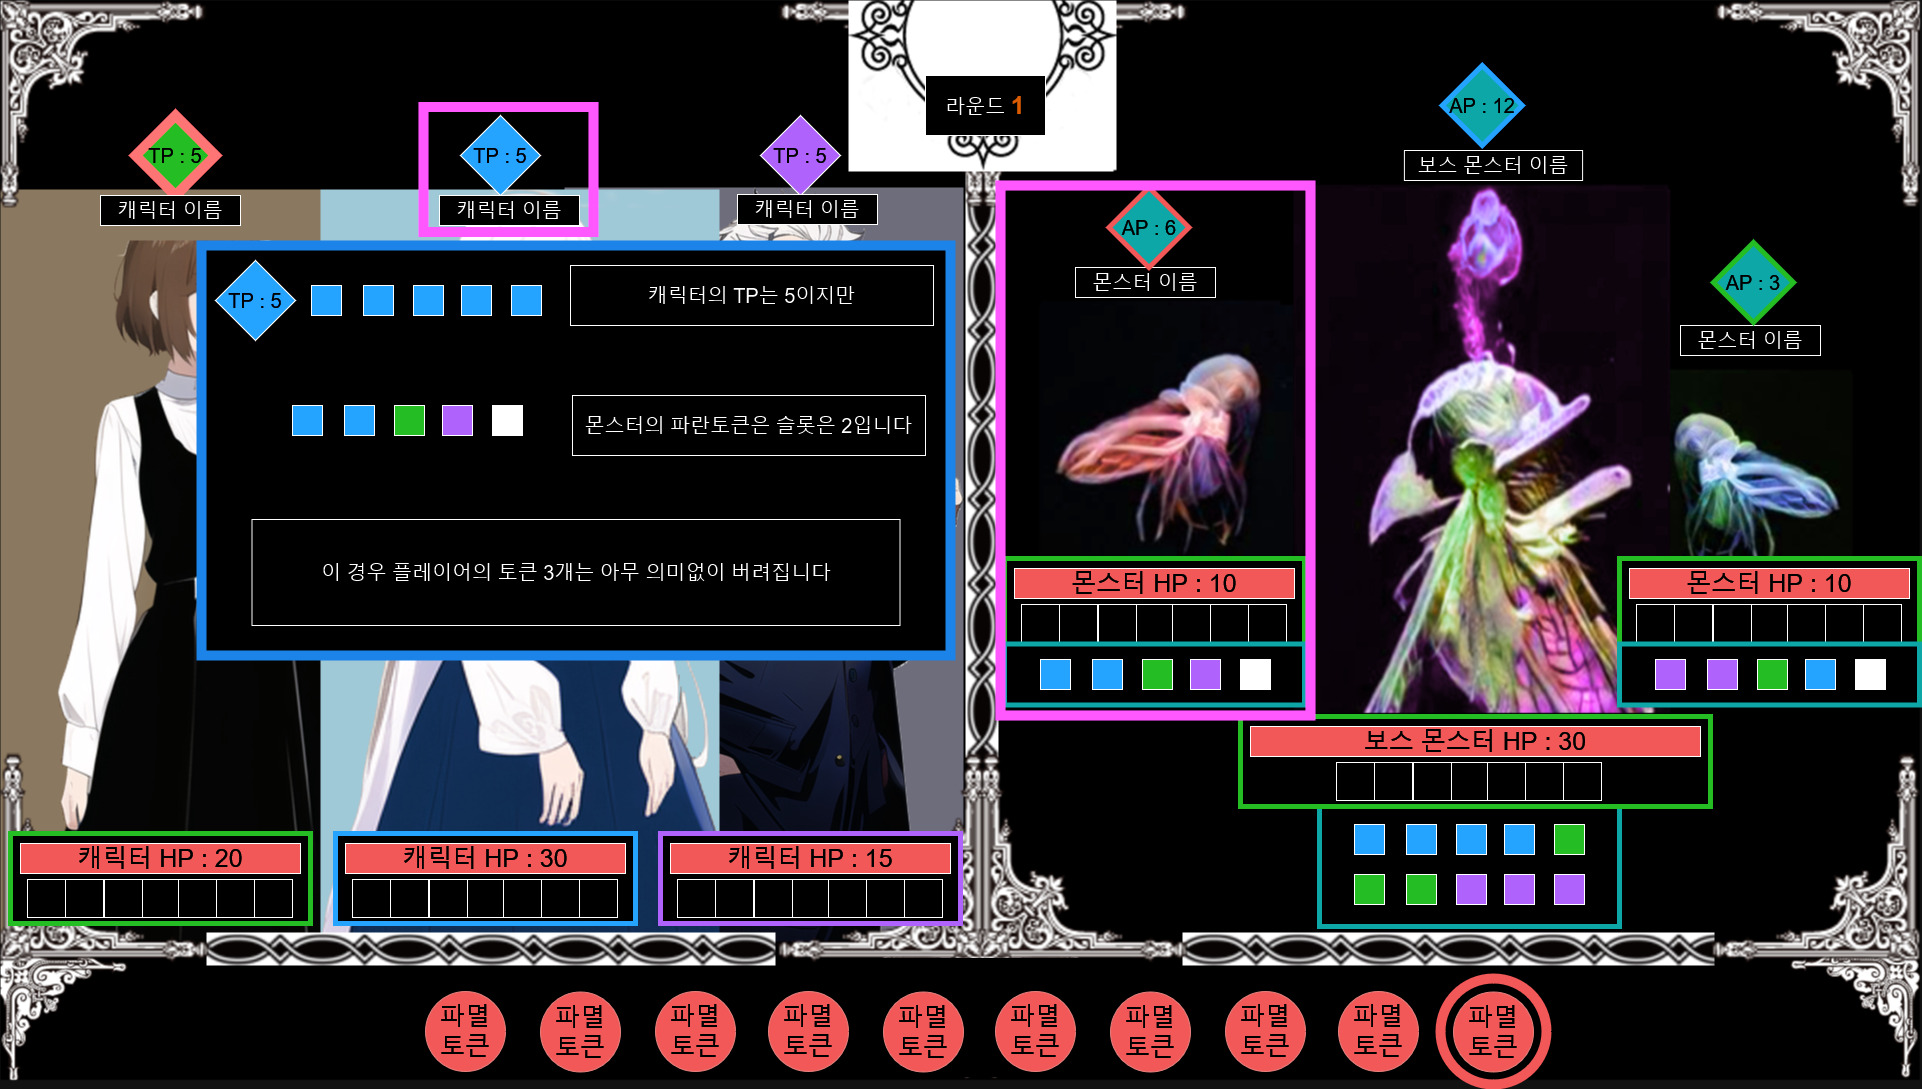 라운드 1
TP : 5
캐릭터 이름
TP : 5
캐릭터 이름
TP : 5
캐릭터 이름
TP : 5
캐릭터의 TP는 5이지만
몬스터의 파란토큰은 슬롯은 2입니다
이 경우 플레이어의 토큰 3개는 아무 의미없이 버려집니다
캐릭터 HP : 20
캐릭터 HP : 30
캐릭터 HP : 15
AP : 6
몬스터 이름
AP : 12
보스 몬스터 이름
AP : 3
몬스터 이름
몬스터 HP : 10
몬스터 HP : 10
보스 몬스터 HP : 30
파멸
토큰
파멸
토큰
파멸
토큰
파멸
토큰
파멸
토큰
파멸
토큰
파멸
토큰
파멸
토큰
파멸
토큰
파멸
토큰